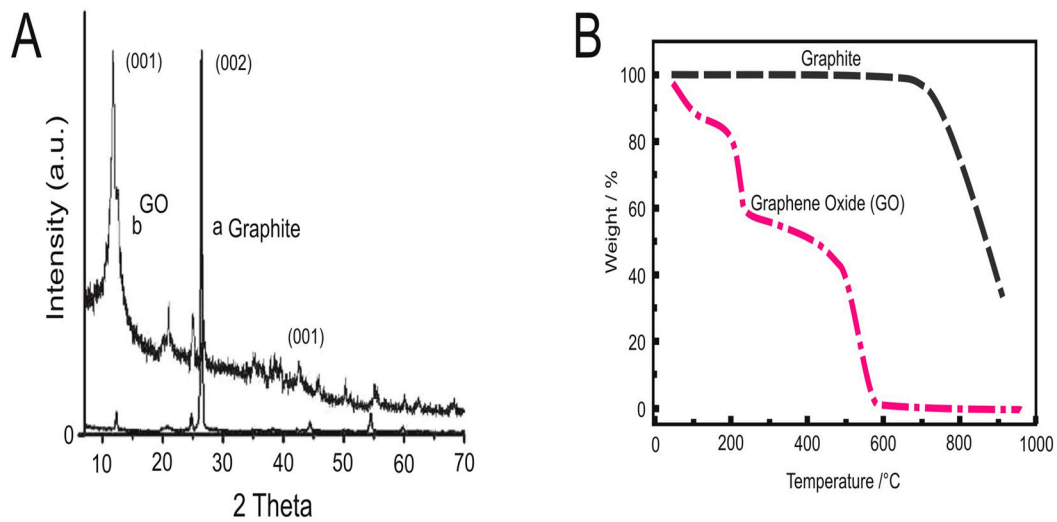 A
(001)
(002)
GO
b
a Graphite
(001)
Intensity (a.u.)
0
10 20 30 40 50 60 70
2 Theta
B
Graphite
Graphene Oxide (GO)
Weight / %
100
80
60
40
20
0
0 200 400 600 800 1000
Temperature /°C